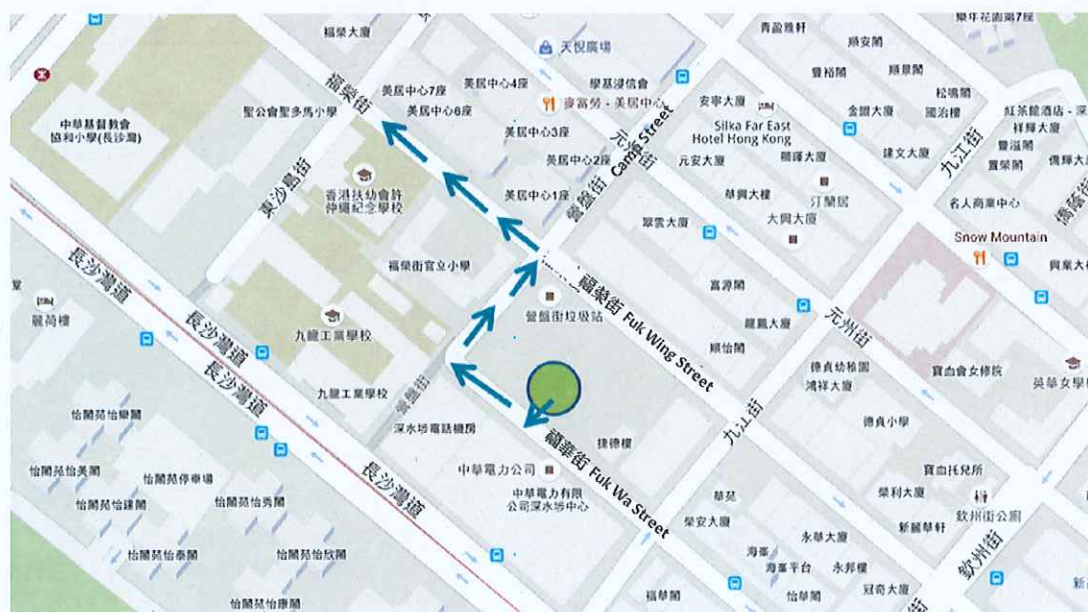 福榮大廈
天悅廣場
青盈雅軒
順安閣
豐裕閣
順景閣
松鳴閣
國治樓
金盟大廈
建文大廈
紅茶館酒店 - 深
祥輝大廈
豐溢閣
置榮閣
僑輝大
九江街
名人商業中心
Snow Mountain
興業大
福榮街
美居中心7座
美居中心4座
美居中心6座
學基浸信會
麥當勞 - 美居中心
美居中心3座
美居中心2座
美居中心1座
安寧大廈
Silka Far East
Hotel Hong Kong
元安大廈
華興大樓
汀蘭居
大興大廈
翠雲大廈
元州街
營盤街 Camp Street
聖公會聖多馬小學
中華基督教會
協和小學(長沙灣)
東沙島街
香港扶幼會許
仲繩紀念學校
福榮街官立小學
九龍工業學校
麗荷樓
長沙灣道
長沙灣道
長沙灣道
長沙灣道
長沙灣道
九龍工業學校
營盤街
營盤街垃圾站
福榮街 Fuk Wing Street
富源閣
龍鳳大廈
順怡閣
元州街
德貞幼稚園
鴻祥大廈
寶血會女修院
英華女學校
九江街
德貞小學
寶血托兒所
榮利大廈
新麗華軒
欽州街公廁
欽州街
深水埗電話機房
福華街 Fuk Wa Street
捷德樓
中華電力公司
中華電力有限
公司深水埗中心
華苑
榮安大廈
永華大廈
海峯
海峯平台
永邦樓
福華閣
怡華閣
冠奇大廈
怡閣苑怡樂閣
怡閣苑怡美閣
怡閣苑停車場
怡閣苑怡建閣
怡閣苑怡秀閣
怡閣苑怡泰閣
怡閣苑怡欣閣
怡閣苑怡康閣